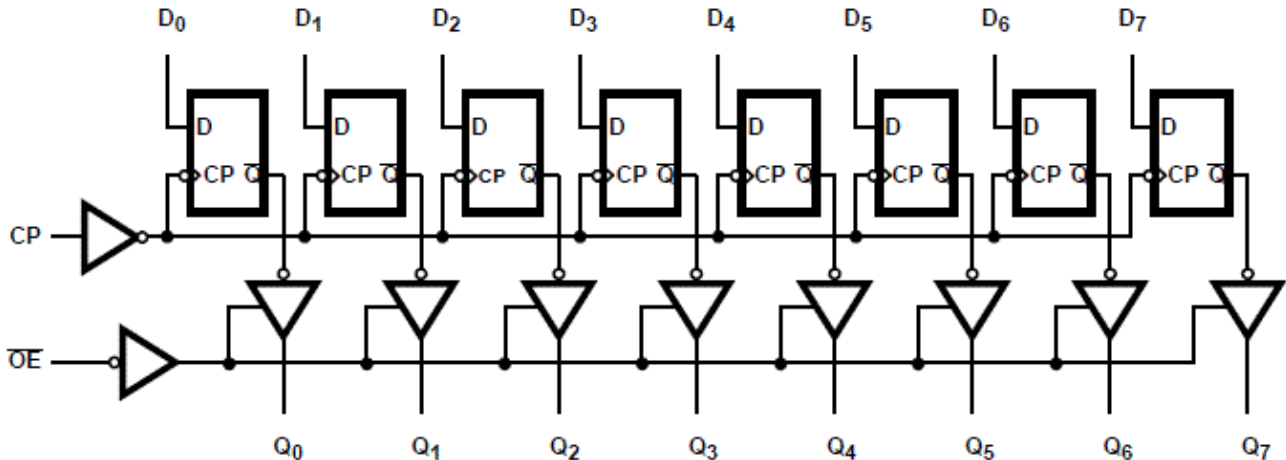 D0 D1 D2 D3 D4 D5 D6 D7
D D D D D D D D
CP Q̅ CP Q̅ CP Q̅ CP Q̅ CP Q̅ CP Q̅ CP Q̅ CP Q̅
CP
O̅E̅
Q0 Q1 Q2 Q3 Q4 Q5 Q6 Q7